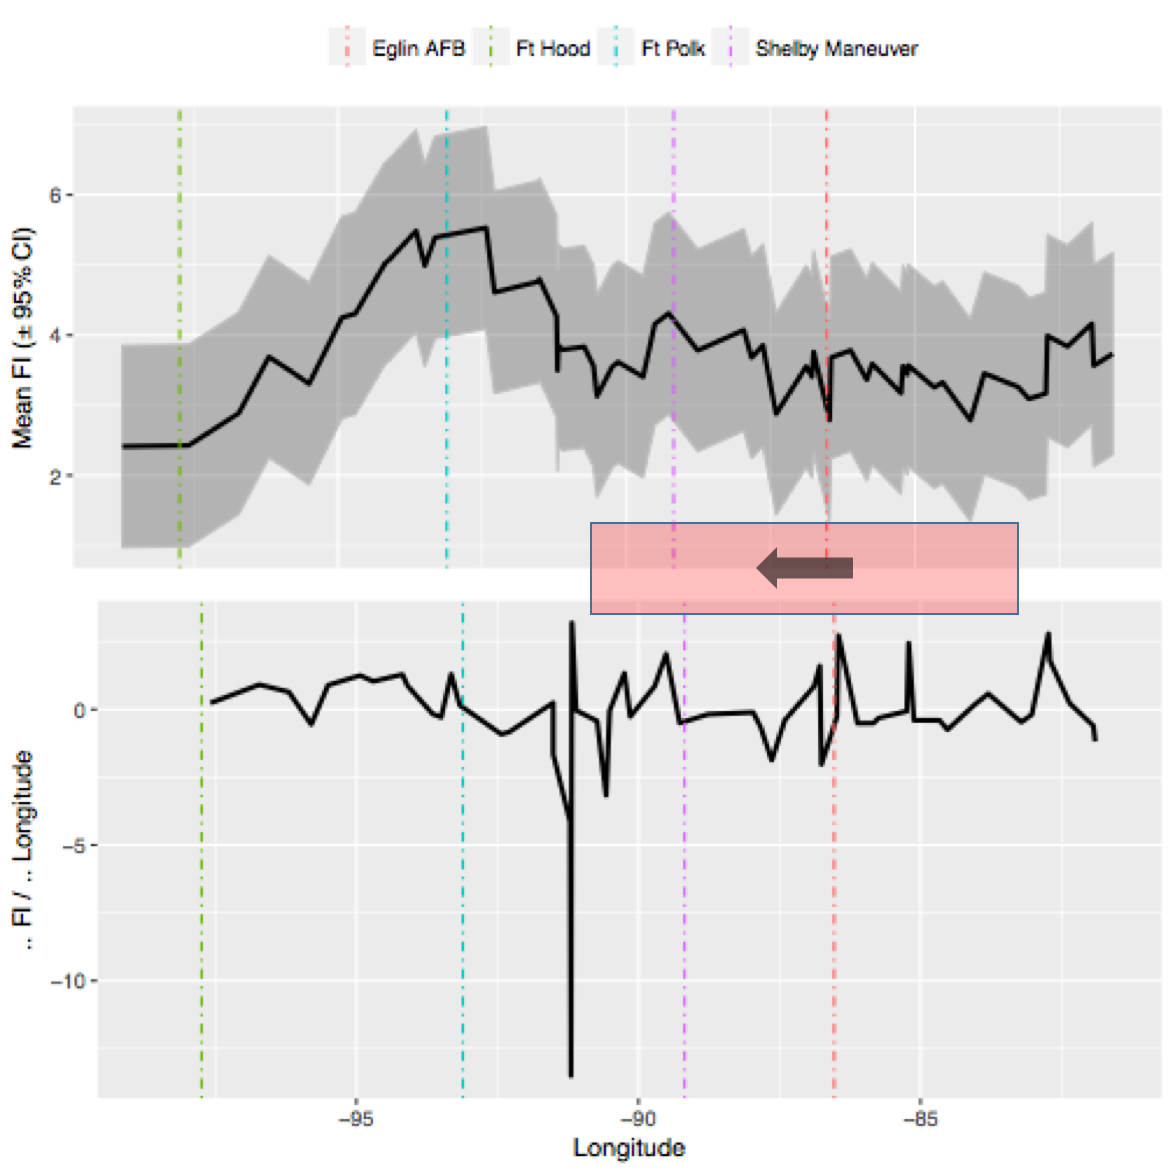 Eglin AFB Ft Hood Ft Polk Shelby Maneuver
Mean FI (± 95% CI)
6
4
2
.. FI / .. Longitude
0
−5
−10
−95 −90 −85
Longitude